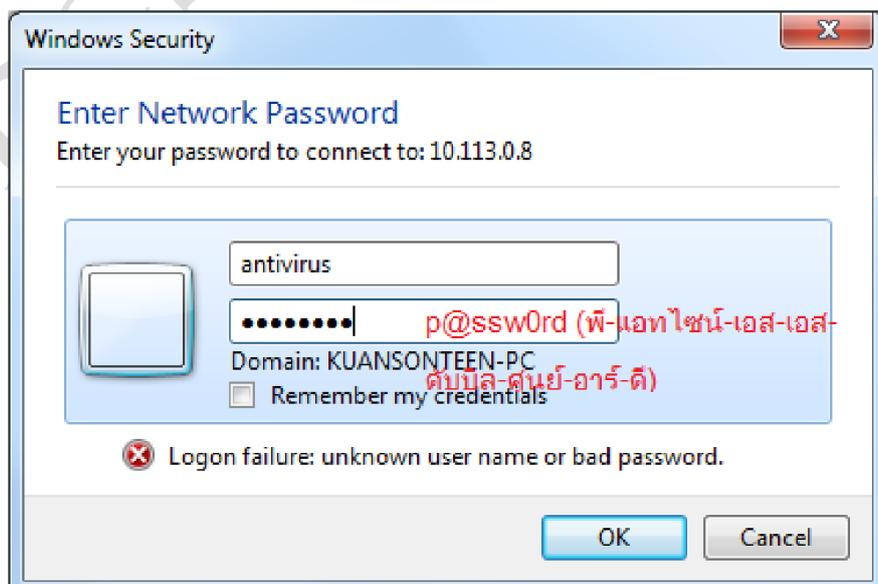 Windows Security
Enter Network Password
Enter your password to connect to: 10.113.0.8
antivirus
●●●●●●●●
p@ssw0rd (พี-แอทไซน์-เอส-เอส-
ดับบิล-ศูนย์-อาร์-ดี)
Domain: KUANSONTEEN-PC
Remember my credentials
Logon failure: unknown user name or bad password.
OK
Cancel